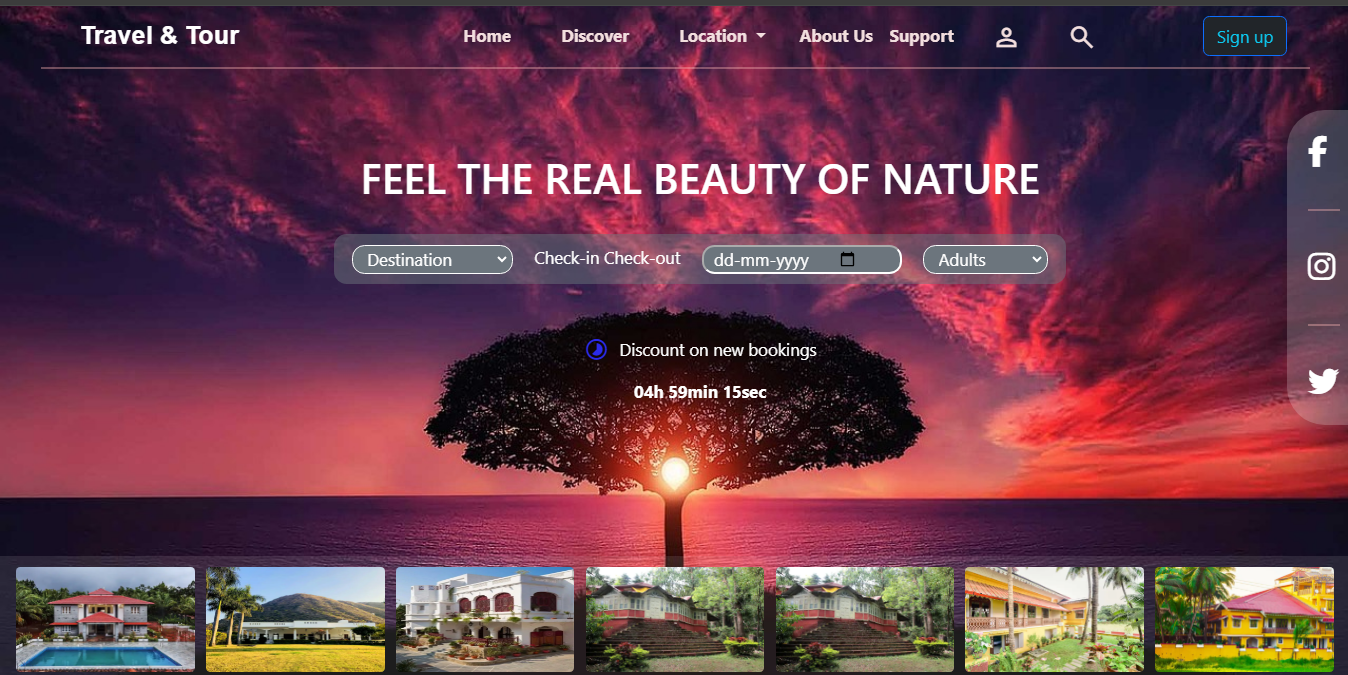 Travel & Tour Home Discover Location About Us Support Sign up
FEEL THE REAL BEAUTY OF NATURE
Destination Check-in Check-out dd-mm-yyyy Adults
Discount on new bookings
04h 59min 15sec